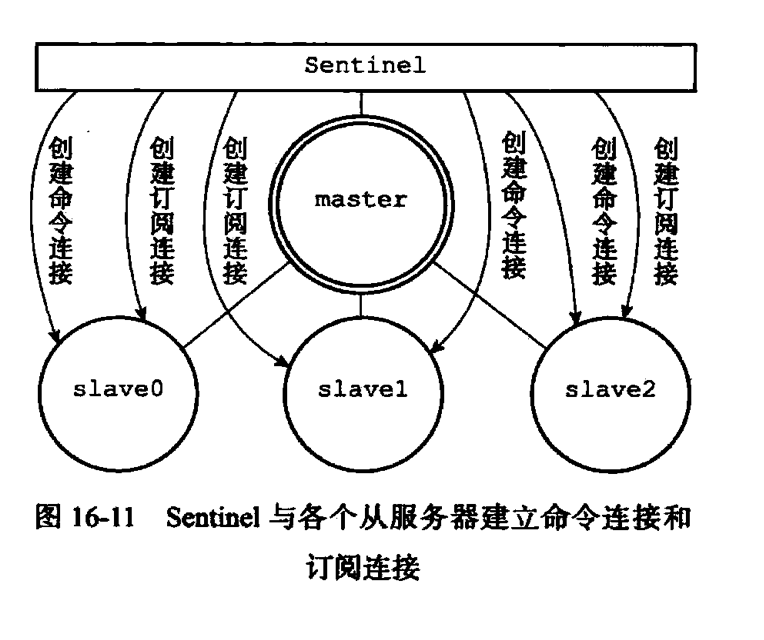 Sentinel
创建命令连接
创建订阅连接
创建订阅连接
master
创建命令连接
创建命令连接
创建订阅连接
slave0
slave1
slave2
图 16-11 Sentinel 与各个从服务器建立命令连接和
订阅连接